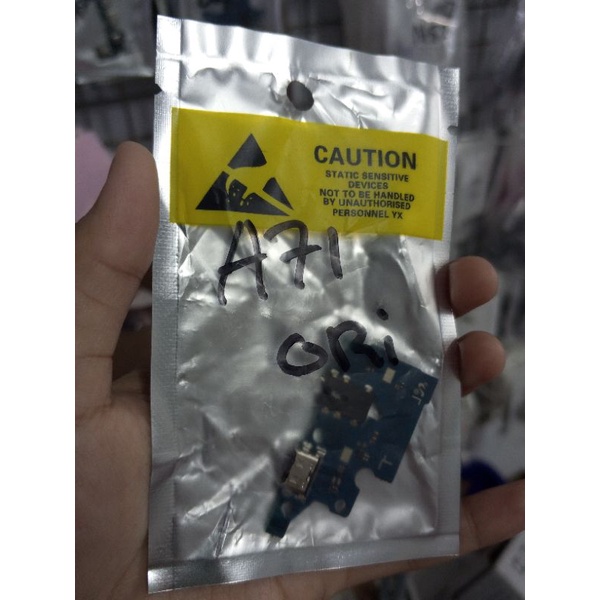 CAUTION
STATIC SENSITIVE
DEVICES
NOT TO BE HANDLED
BY UNAUTHORISED
PERSONNEL YX
A71
ORi